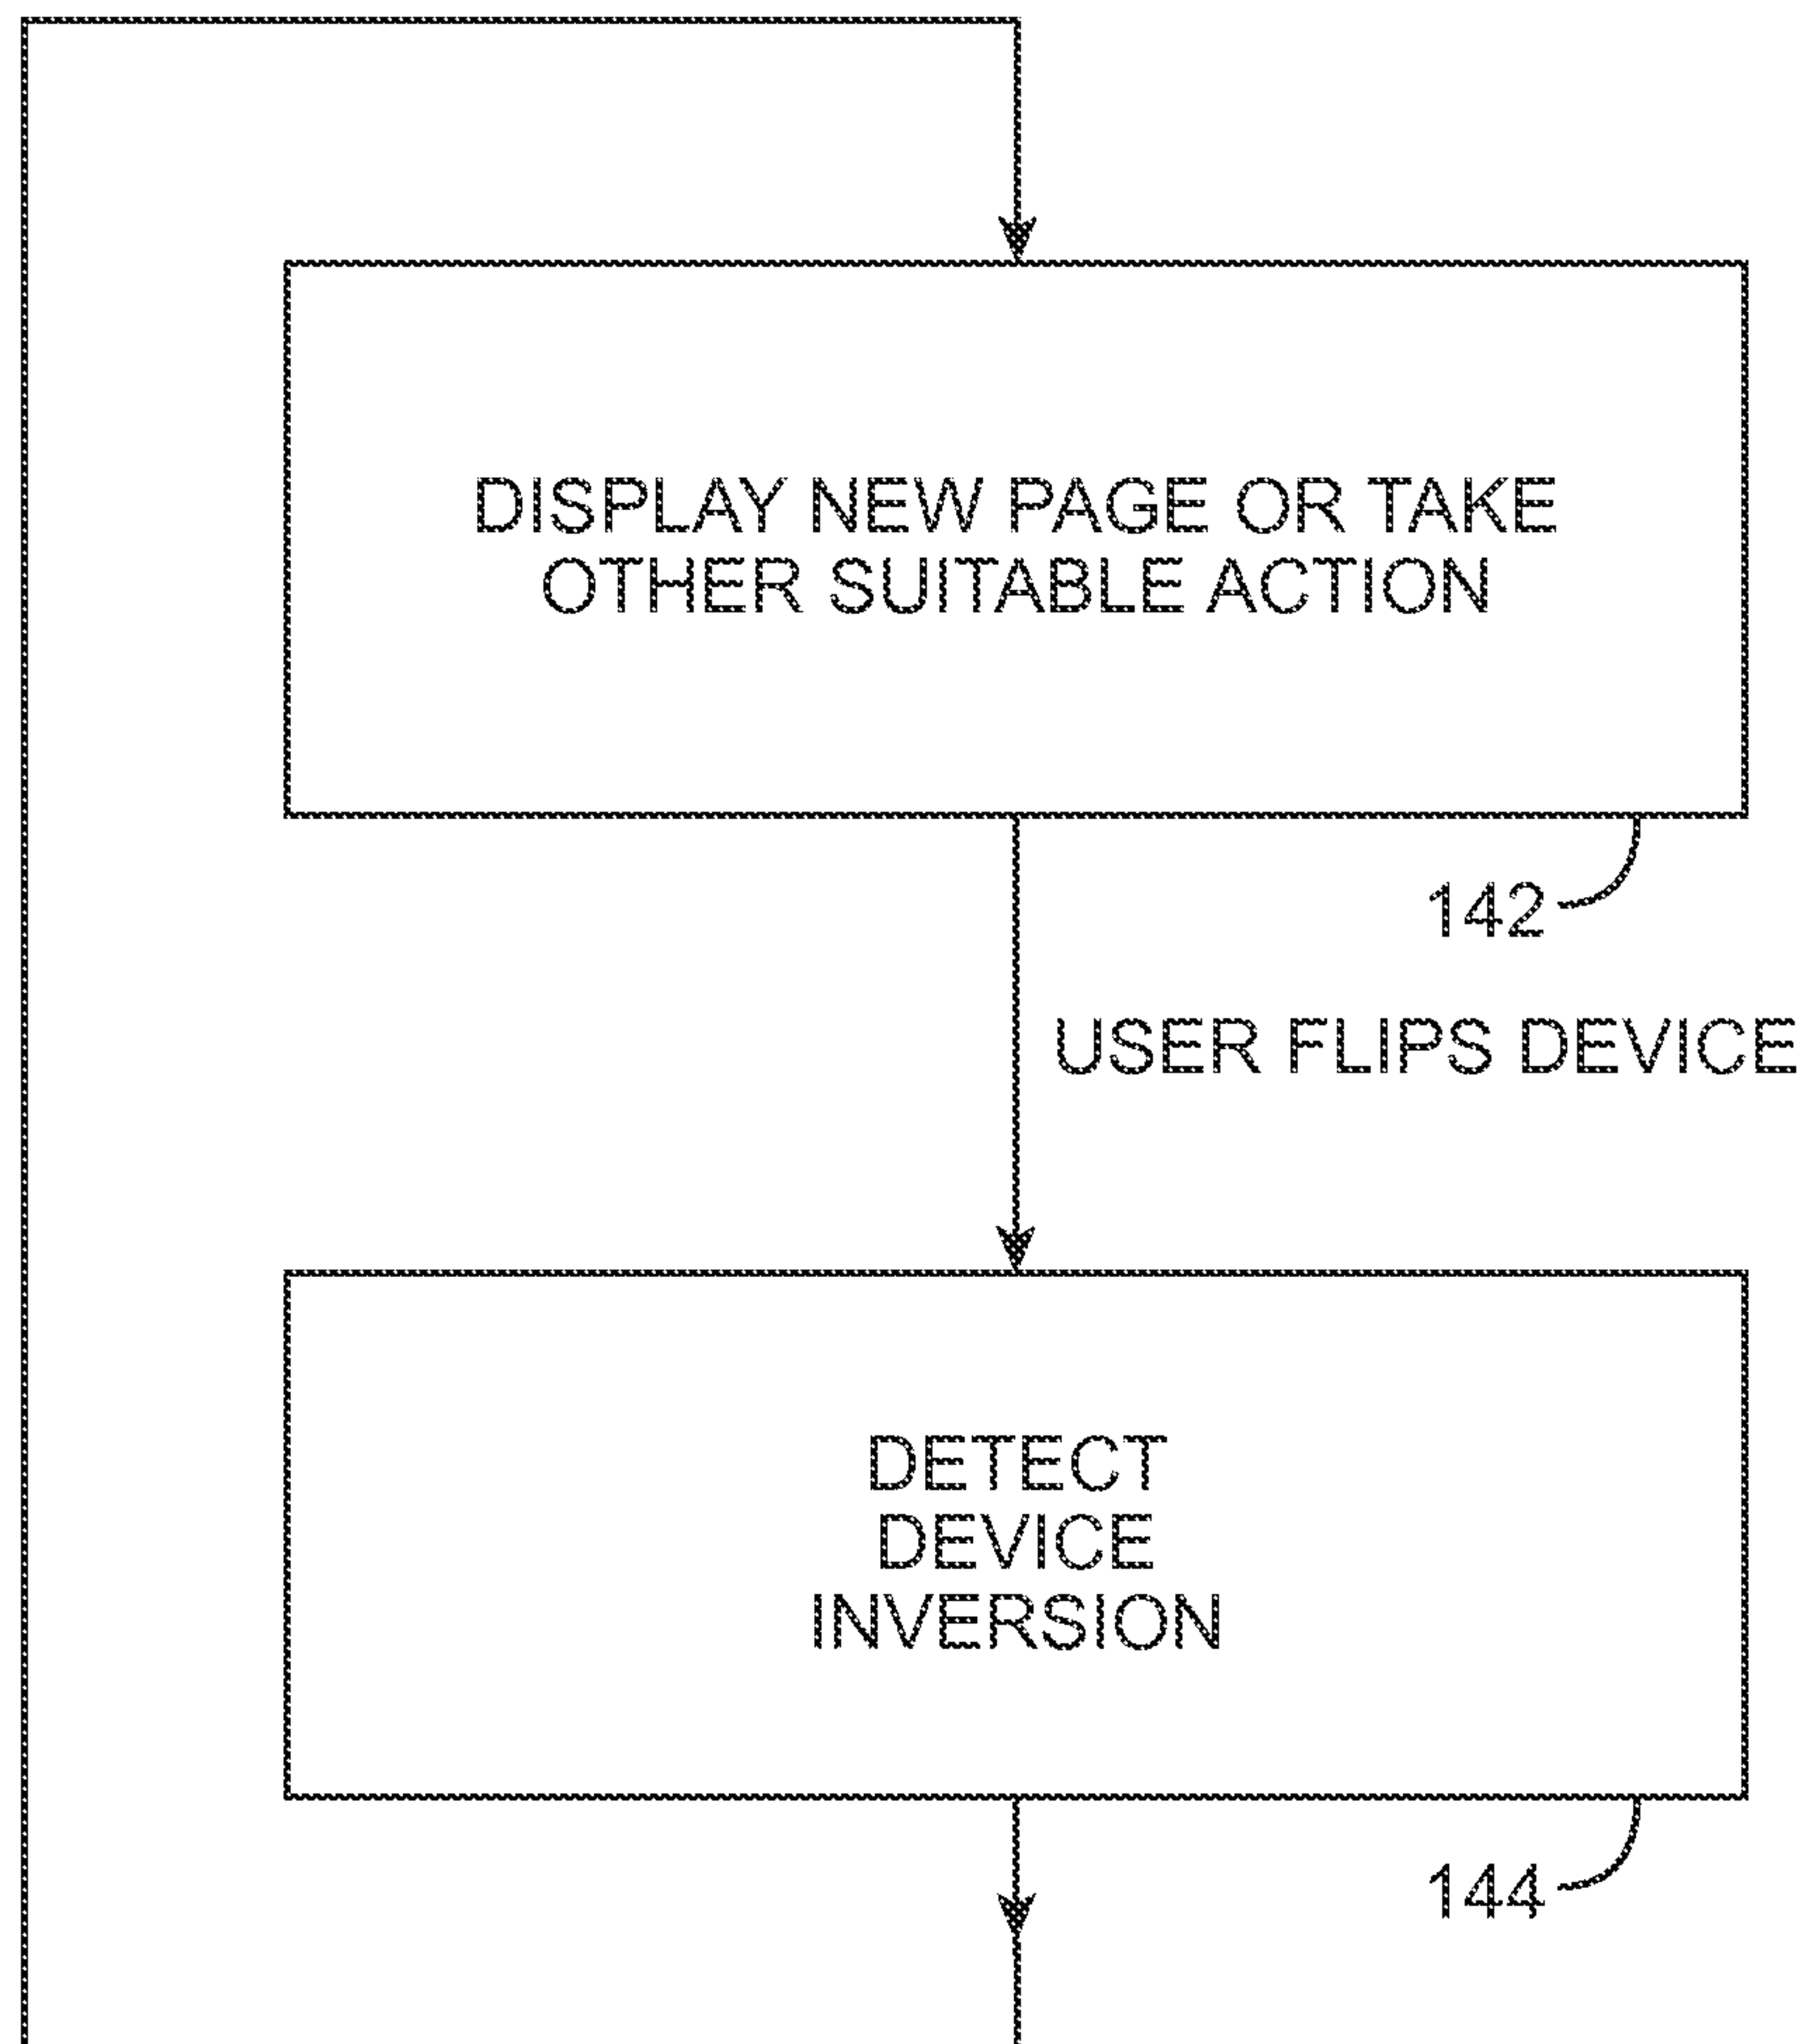 DISPLAY NEW PAGE OR TAKE
OTHER SUITABLE ACTION
142
USER FLIPS DEVICE
DETECT
DEVICE
INVERSION
144